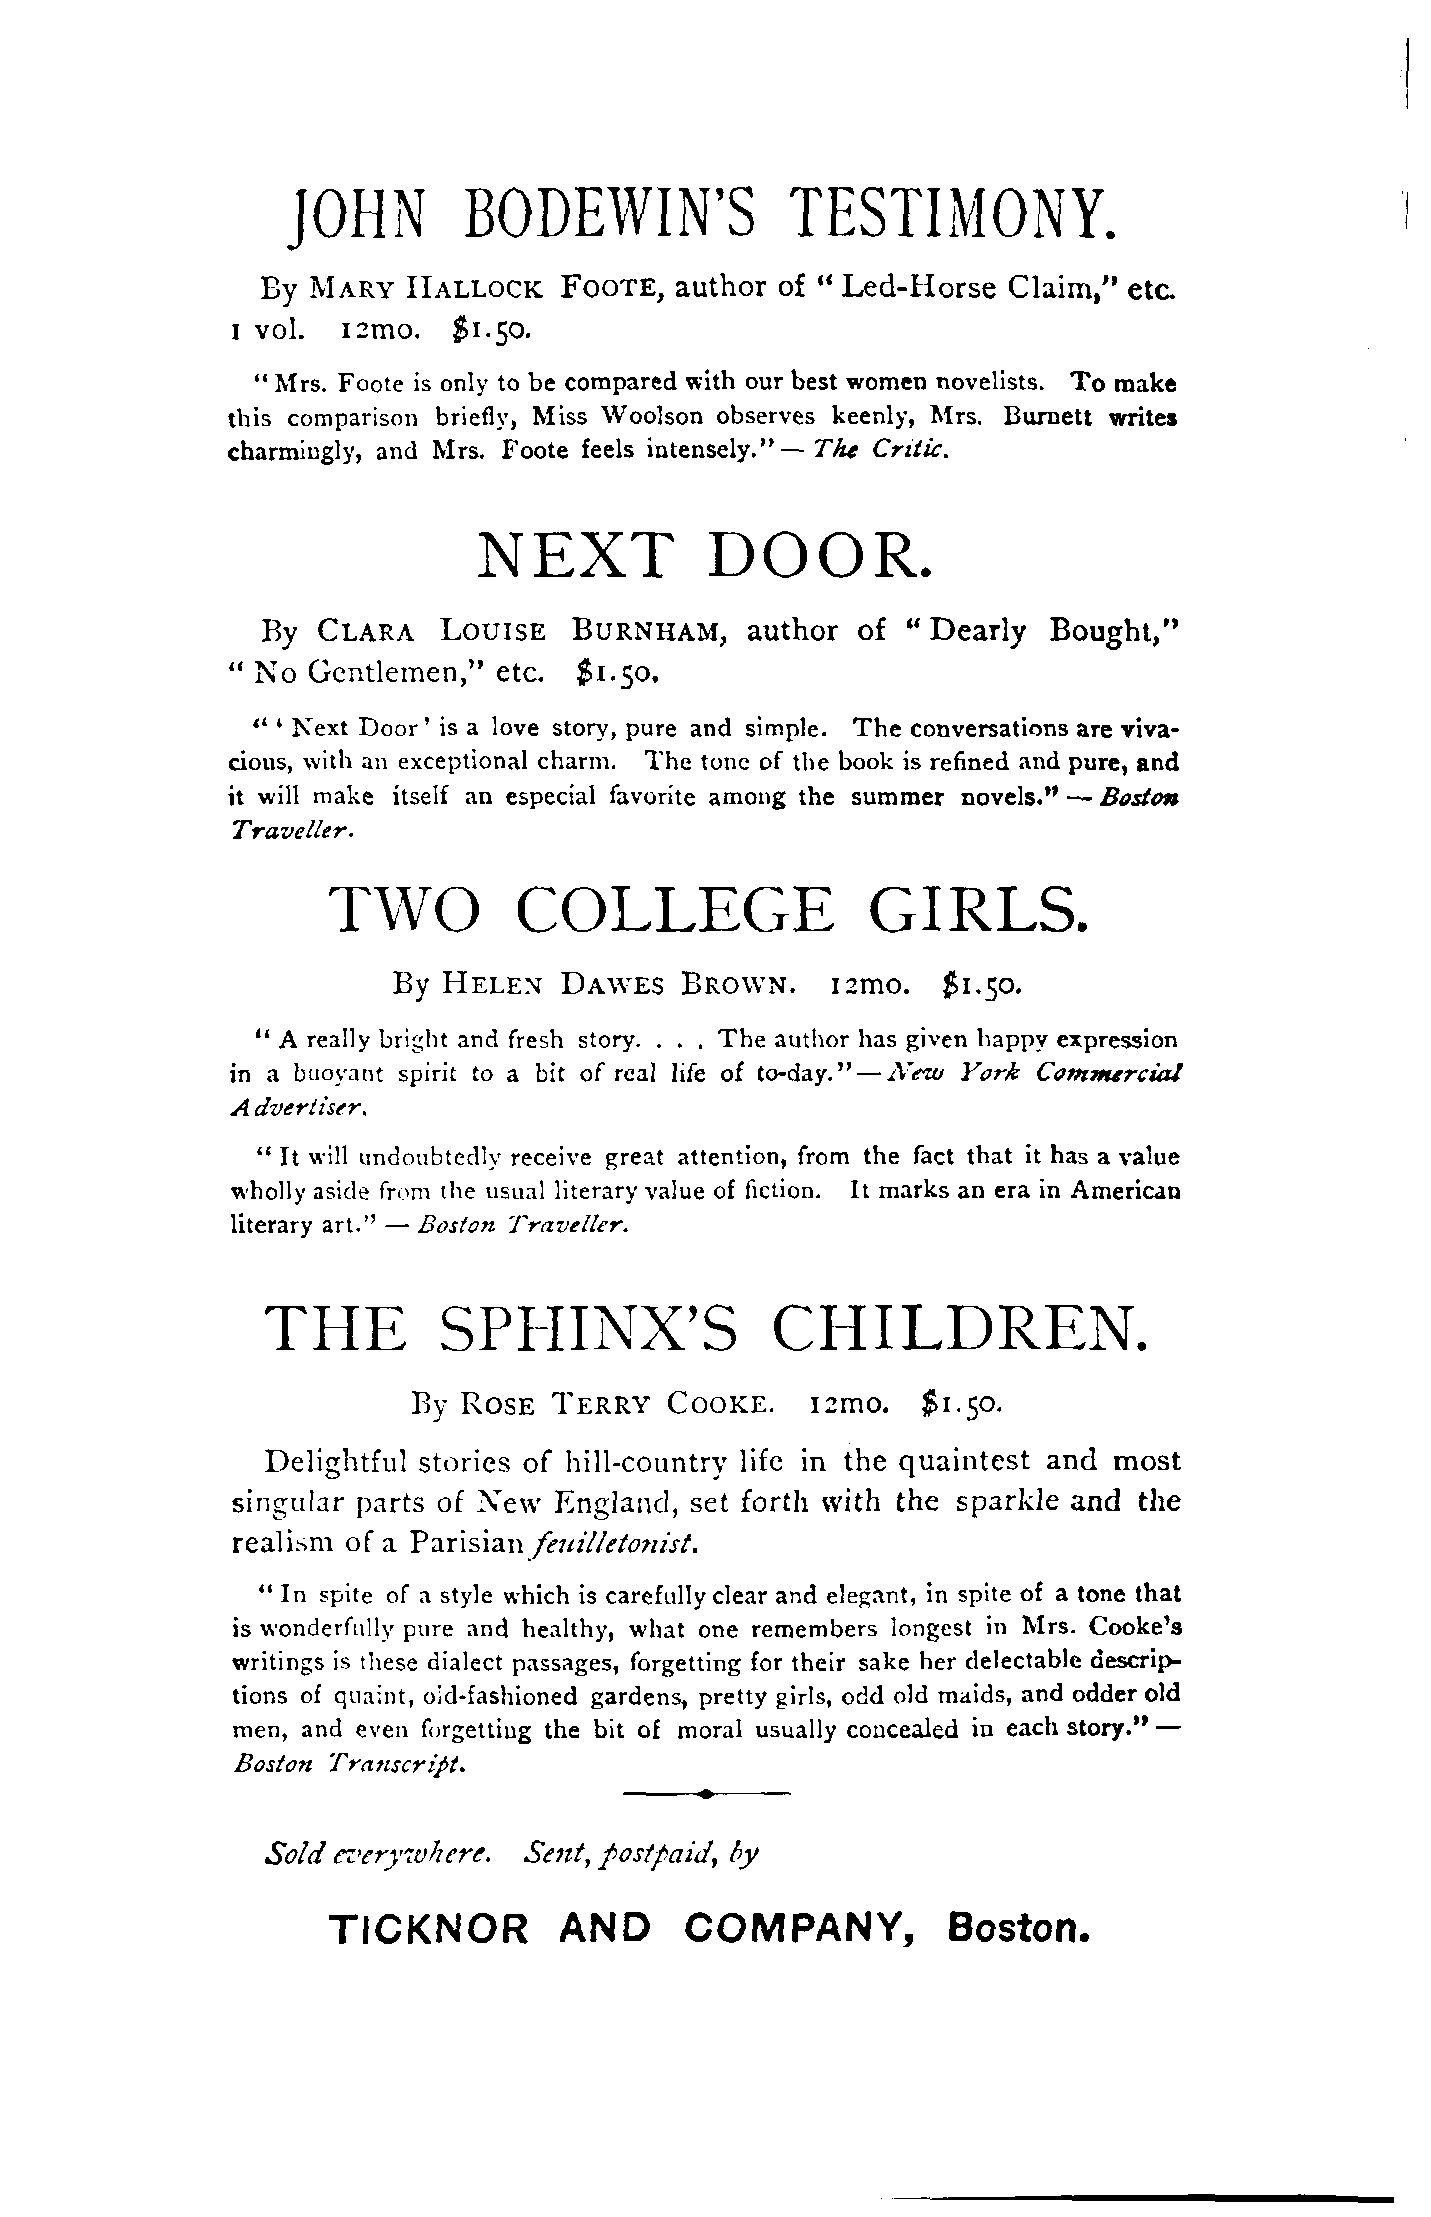 JOHN BODEWIN'S TESTIMONY.
By MARY HALLOCK FOOTE, author of “Led-Horse Claim,” etc.
1 vol. 12mo. $1.50.
“Mrs. Foote is only to be compared with our best women novelists. To make
this comparison briefly, Miss Woolson observes keenly, Mrs. Burnett writes
charmingly, and Mrs. Foote feels intensely.” — The Critic.
NEXT DOOR.
By CLARA LOUISE BURNHAM, author of “Dearly Bought,”
“No Gentlemen,” etc. $1.50.
“‘Next Door’ is a love story, pure and simple. The conversations are viva-
cious, with an exceptional charm. The tone of the book is refined and pure, and
it will make itself an especial favorite among the summer novels.” — Boston
Traveller.
TWO COLLEGE GIRLS.
By HELEN DAWES BROWN. 12mo. $1.50.
“A really bright and fresh story. . . . The author has given happy expression
in a buoyant spirit to a bit of real life of to-day.” — New York Commercial
Advertiser.
“It will undoubtedly receive great attention, from the fact that it has a value
wholly aside from the usual literary value of fiction. It marks an era in American
literary art.” — Boston Traveller.
THE SPHINX'S CHILDREN.
By ROSE TERRY COOKE. 12mo. $1.50.
Delightful stories of hill-country life in the quaintest and most
singular parts of New England, set forth with the sparkle and the
realism of a Parisian feuilletonist.
“In spite of a style which is carefully clear and elegant, in spite of a tone that
is wonderfully pure and healthy, what one remembers longest in Mrs. Cooke's
writings is these dialect passages, forgetting for their sake her delectable descrip-
tions of quaint, old-fashioned gardens, pretty girls, odd old maids, and odder old
men, and even forgetting the bit of moral usually concealed in each story.” —
Boston Transcript.
Sold everywhere. Sent, postpaid, by
TICKNOR AND COMPANY, Boston.